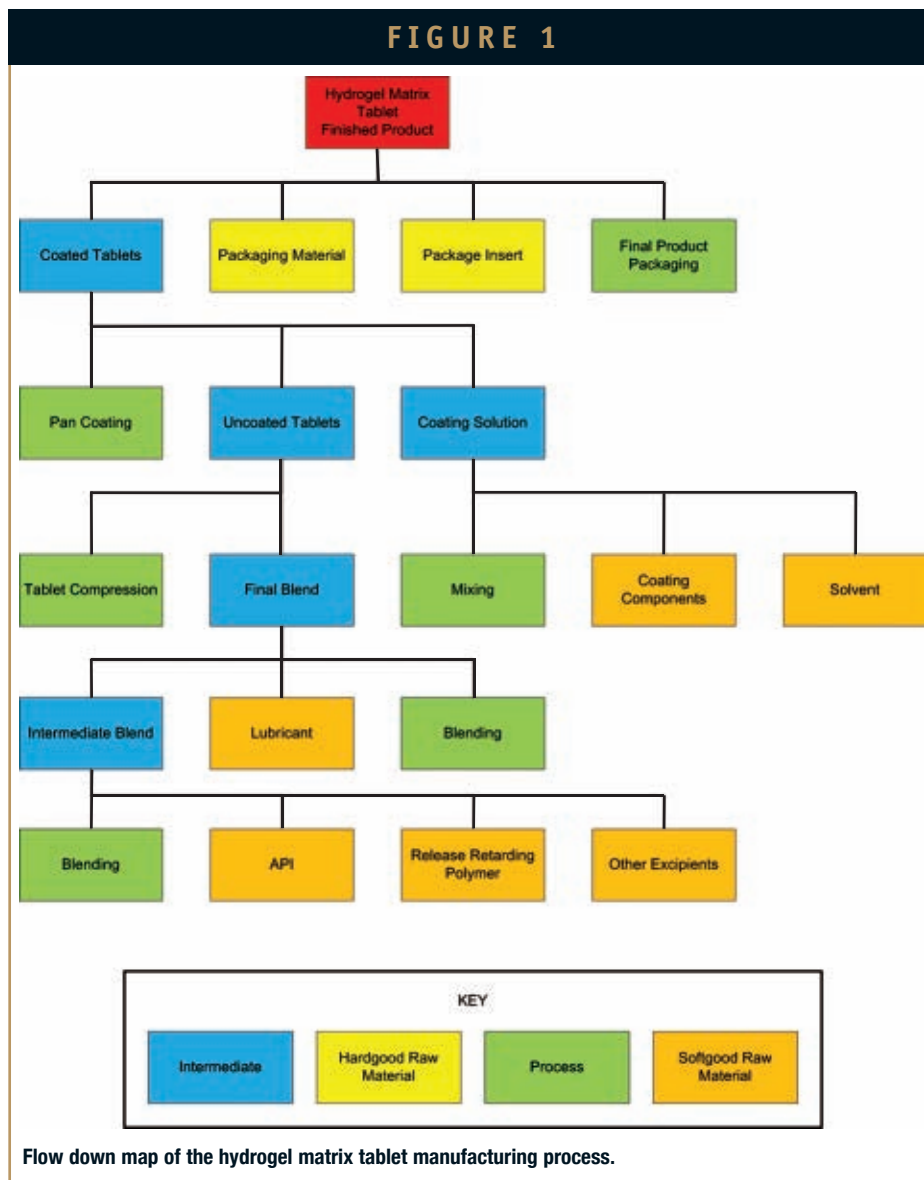 FIGURE 1
Hydrogel Matrix
Tablet
Finished Product
Coated Tablets
Packaging Material
Package Insert
Final Product
Packaging
Pan Coating
Uncoated Tablets
Coating Solution
Tablet Compression
Final Blend
Mixing
Coating
Components
Solvent
Intermediate Blend
Lubricant
Blending
Blending
API
Release Retarding
Polymer
Other Excipients
KEY
Intermediate
Hardgood Raw
Material
Process
Softgood Raw
Material
Flow down map of the hydrogel matrix tablet manufacturing process.